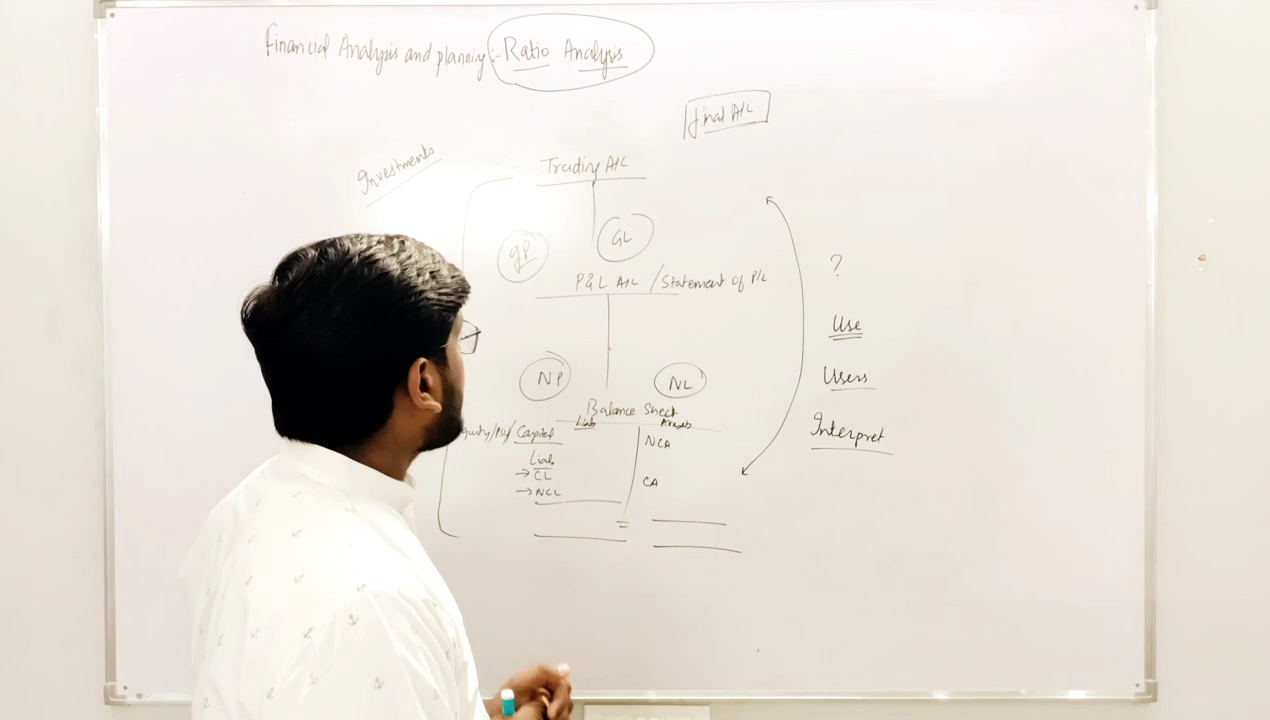 Financial Analysis and planning :- Ratio Analysis
final A/c
Investments
Trading A/c
GP
GL
P&L A/c / Statement of P/L
?
Use
NP
NL
Users
Balance Sheet
Liab Assets
Capital
NCA
Interpret
Liab
→ CL
CA
→ NCL
=